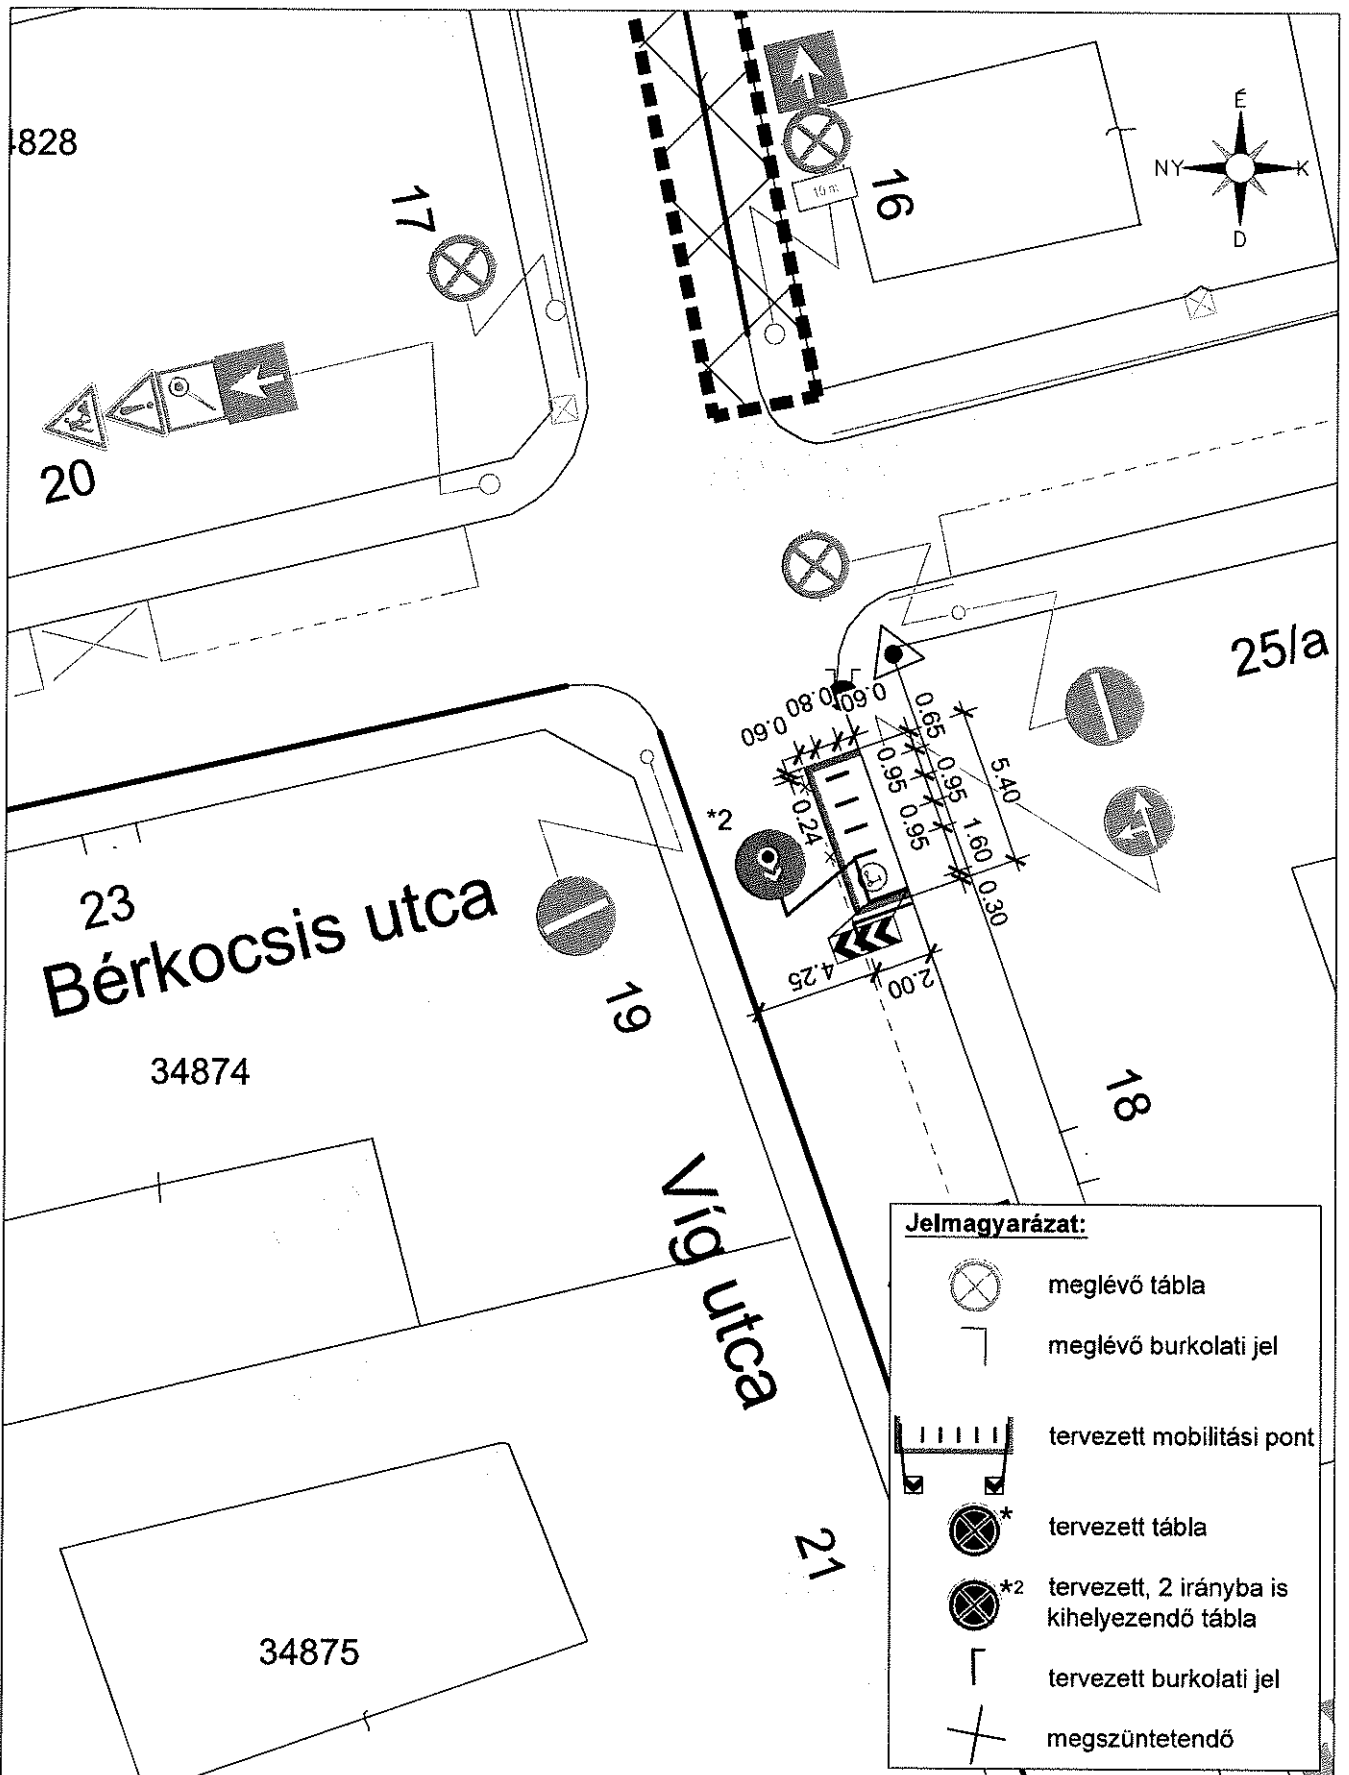 4828
17
16
10 m
É
NY
K
D
20
25/a
0.60
0.80
0.60
0.65
0.95
0.95
0.95
1.60
0.30
5.40
0.24
*2
4.25
2.00
23
Bérkocsis utca
19
34874
18
Víg utca
21
34875
Jelmagyarázat:
meglévő tábla
meglévő burkolati jel
tervezett mobilitási pont
* tervezett tábla
*2 tervezett, 2 irányba is
kihelyezendő tábla
tervezett burkolati jel
megszüntetendő